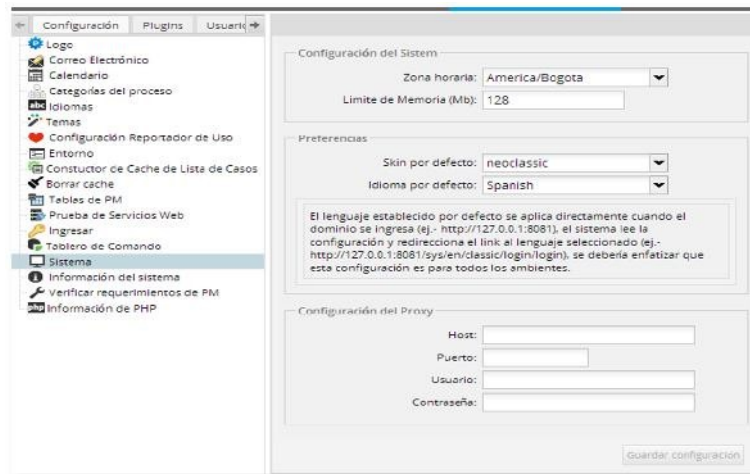 Configuración
Plugins
Usuario
Logo
Correo Electrónico
Calendario
Categorías del proceso
Idiomas
Temas
Configuración Reportador de Uso
Entorno
Constuctor de Cache de Lista de Casos
Borrar cache
Tablas de PM
Prueba de Servicios Web
Ingresar
Tablero de Comando
Sistema
Información del sistema
Verificar requerimientos de PM
Información de PHP
Configuración del Sistem
Zona horaria: America/Bogota
Limite de Memoria (Mb): 128
Preferencias
Skin por defecto: neoclassic
Idioma por defecto: Spanish
El lenguaje establecido por defecto se aplica directamente cuando el
dominio se ingresa (ej.- http://127.0.0.1:8081), el sistema lee la
configuración y redirecciona el link al lenguaje seleccionado (ej.-
http://127.0.0.1:8081/sys/en/classic/login/login), se debería enfatizar que
esta configuración es para todos los ambientes.
Configuración del Proxy
Host:
Puerto:
Usuario:
Contraseña:
Guardar configuración